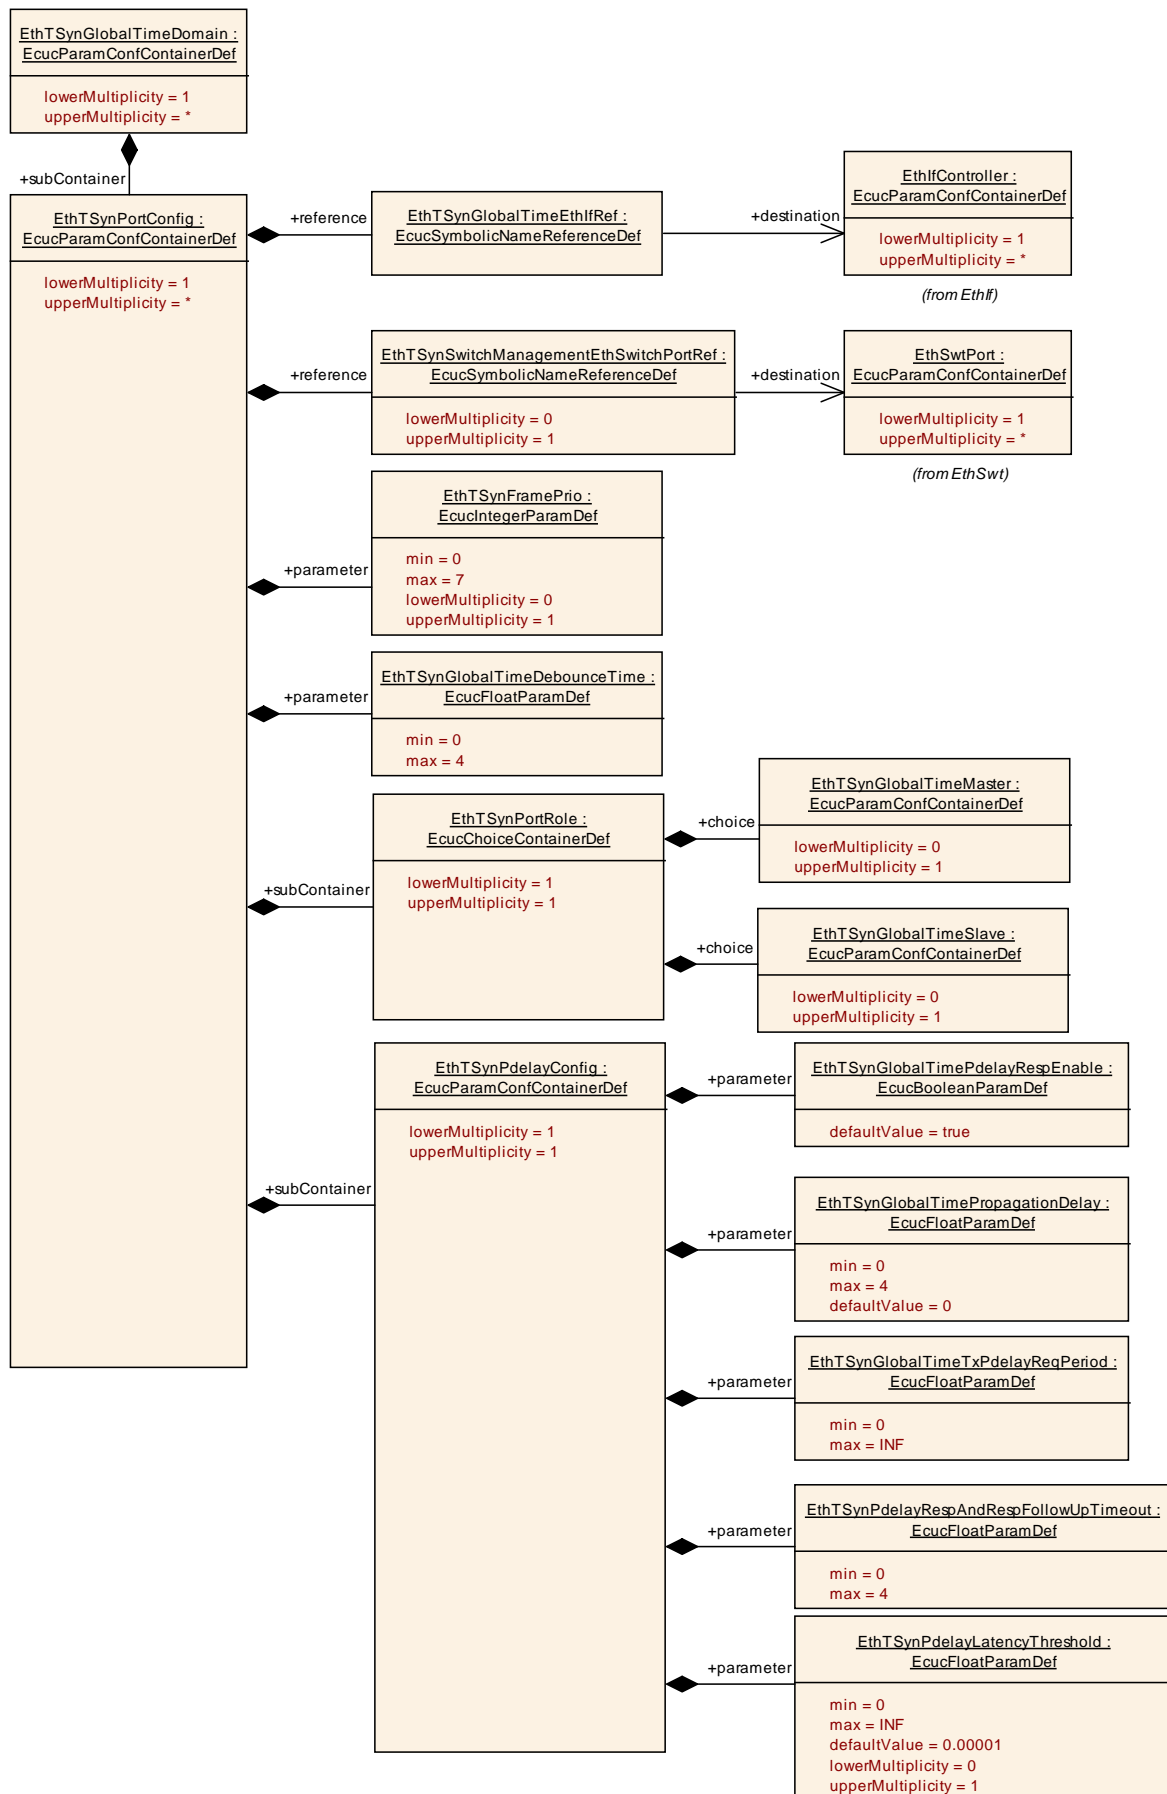 EthTSynGlobalTimeDomain :
EcucParamConfContainerDef
lowerMultiplicity = 1
upperMultiplicity = *
+subContainer
EthTSynPortConfig :
EcucParamConfContainerDef
lowerMultiplicity = 1
upperMultiplicity = *
+reference
EthTSynGlobalTimeEthIfRef :
EcucSymbolicNameReferenceDef
+destination
EthIfController :
EcucParamConfContainerDef
lowerMultiplicity = 1
upperMultiplicity = *
(from EthIf)
+reference
EthTSynSwitchManagementEthSwitchPortRef :
EcucSymbolicNameReferenceDef
lowerMultiplicity = 0
upperMultiplicity = 1
+destination
EthSwtPort :
EcucParamConfContainerDef
lowerMultiplicity = 1
upperMultiplicity = *
(from EthSwt)
+parameter
EthTSynFramePrio :
EcucIntegerParamDef
min = 0
max = 7
lowerMultiplicity = 0
upperMultiplicity = 1
+parameter
EthTSynGlobalTimeDebounceTime :
EcucFloatParamDef
min = 0
max = 4
+subContainer
EthTSynPortRole :
EcucChoiceContainerDef
lowerMultiplicity = 1
upperMultiplicity = 1
+choice
EthTSynGlobalTimeMaster :
EcucParamConfContainerDef
lowerMultiplicity = 0
upperMultiplicity = 1
+choice
EthTSynGlobalTimeSlave :
EcucParamConfContainerDef
lowerMultiplicity = 0
upperMultiplicity = 1
+subContainer
EthTSynPdelayConfig :
EcucParamConfContainerDef
lowerMultiplicity = 1
upperMultiplicity = 1
+parameter
EthTSynGlobalTimePdelayRespEnable :
EcucBooleanParamDef
defaultValue = true
+parameter
EthTSynGlobalTimePropagationDelay :
EcucFloatParamDef
min = 0
max = 4
defaultValue = 0
+parameter
EthTSynGlobalTimeTxPdelayReqPeriod :
EcucFloatParamDef
min = 0
max = INF
+parameter
EthTSynPdelayRespAndRespFollowUpTimeout :
EcucFloatParamDef
min = 0
max = 4
+parameter
EthTSynPdelayLatencyThreshold :
EcucFloatParamDef
min = 0
max = INF
defaultValue = 0.00001
lowerMultiplicity = 0
upperMultiplicity = 1